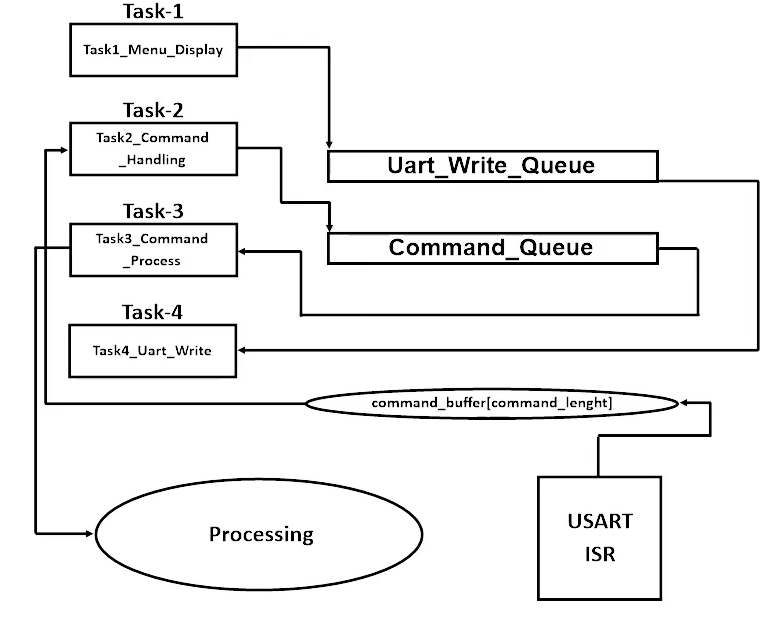 Task-1
Task1_Menu_Display
Task-2
Task2_Command
_Handling
Uart_Write_Queue
Task-3
Task3_Command
_Process
Command_Queue
Task-4
Task4_Uart_Write
command_buffer[command_lenght]
Processing
USART
ISR